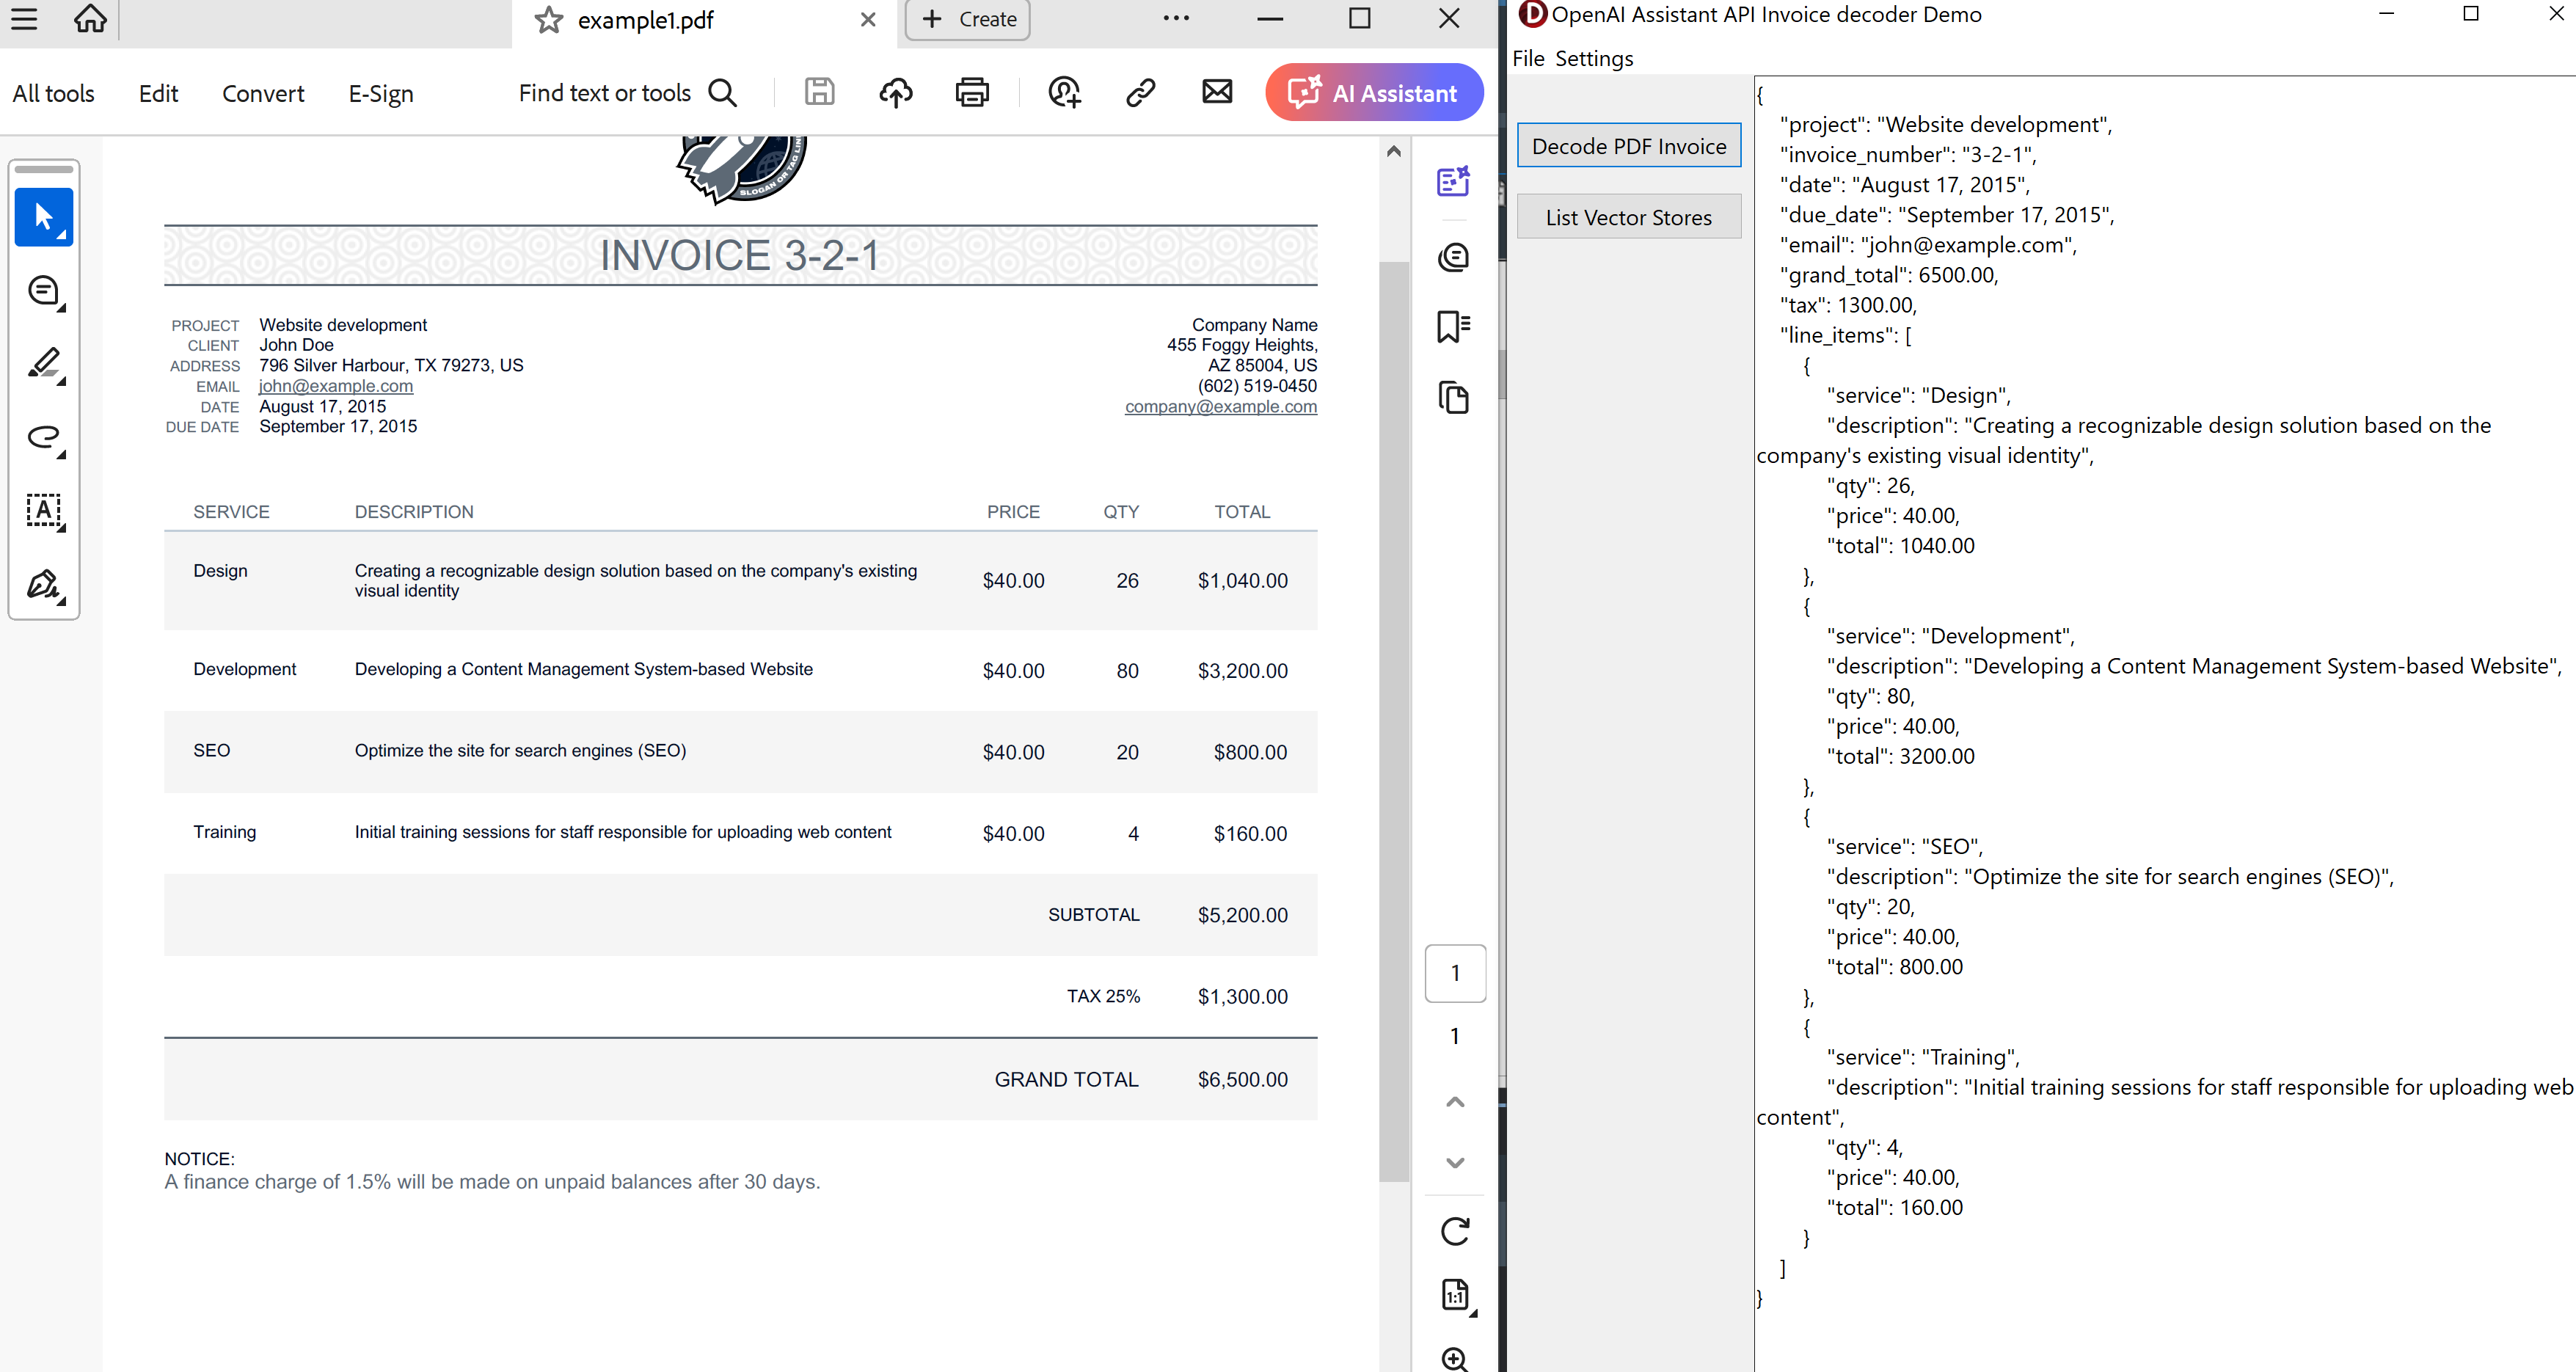 example1.pdf
Create
All tools
Edit
Convert
E-Sign
Find text or tools
AI Assistant
SLOGAN OR TAG LIN
INVOICE 3-2-1
PROJECT Website development
CLIENT John Doe
ADDRESS 796 Silver Harbour, TX 79273, US
EMAIL john@example.com
DATE August 17, 2015
DUE DATE September 17, 2015
Company Name
455 Foggy Heights,
AZ 85004, US
(602) 519-0450
company@example.com
SERVICE DESCRIPTION PRICE QTY TOTAL
Design Creating a recognizable design solution based on the company's existing
visual identity $40.00 26 $1,040.00
Development Developing a Content Management System-based Website $40.00 80 $3,200.00
SEO Optimize the site for search engines (SEO) $40.00 20 $800.00
Training Initial training sessions for staff responsible for uploading web content $40.00 4 $160.00
SUBTOTAL $5,200.00
TAX 25% $1,300.00
GRAND TOTAL $6,500.00
NOTICE:
A finance charge of 1.5% will be made on unpaid balances after 30 days.
A
1
1
1:1
D OpenAI Assistant API Invoice decoder Demo
File Settings
Decode PDF Invoice
List Vector Stores
{
"project": "Website development",
"invoice_number": "3-2-1",
"date": "August 17, 2015",
"due_date": "September 17, 2015",
"email": "john@example.com",
"grand_total": 6500.00,
"tax": 1300.00,
"line_items": [
{
"service": "Design",
"description": "Creating a recognizable design solution based on the
company's existing visual identity",
"qty": 26,
"price": 40.00,
"total": 1040.00
},
{
"service": "Development",
"description": "Developing a Content Management System-based Website",
"qty": 80,
"price": 40.00,
"total": 3200.00
},
{
"service": "SEO",
"description": "Optimize the site for search engines (SEO)",
"qty": 20,
"price": 40.00,
"total": 800.00
},
{
"service": "Training",
"description": "Initial training sessions for staff responsible for uploading web
content",
"qty": 4,
"price": 40.00,
"total": 160.00
}
]
}